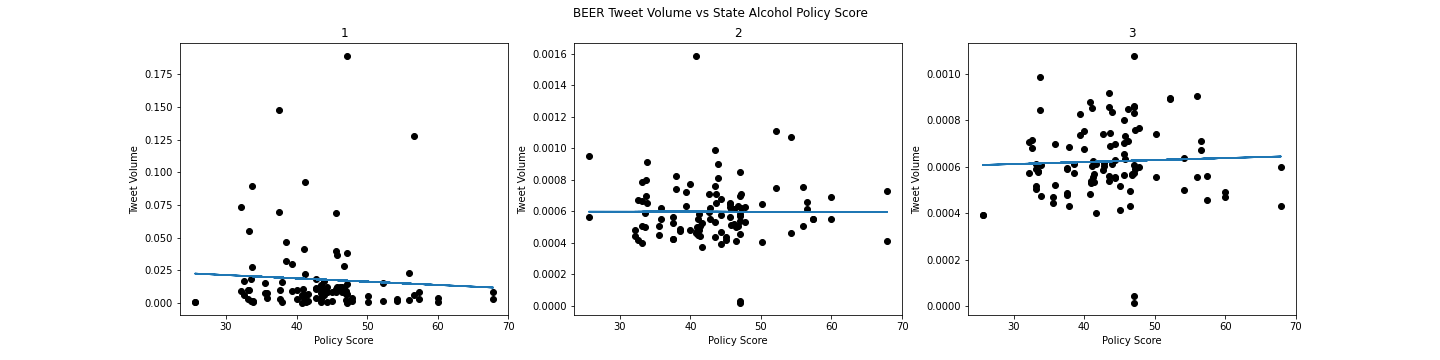 BEER Tweet Volume vs State Alcohol Policy Score
1
0.175
0.150
0.125
0.100
0.075
0.050
0.025
0.000
Tweet Volume
30 40 50 60 70
Policy Score
2
0.0016
0.0014
0.0012
0.0010
0.0008
0.0006
0.0004
0.0002
0.0000
Tweet Volume
30 40 50 60 70
Policy Score
3
0.0010
0.0008
0.0006
0.0004
0.0002
0.0000
Tweet Volume
30 40 50 60 70
Policy Score